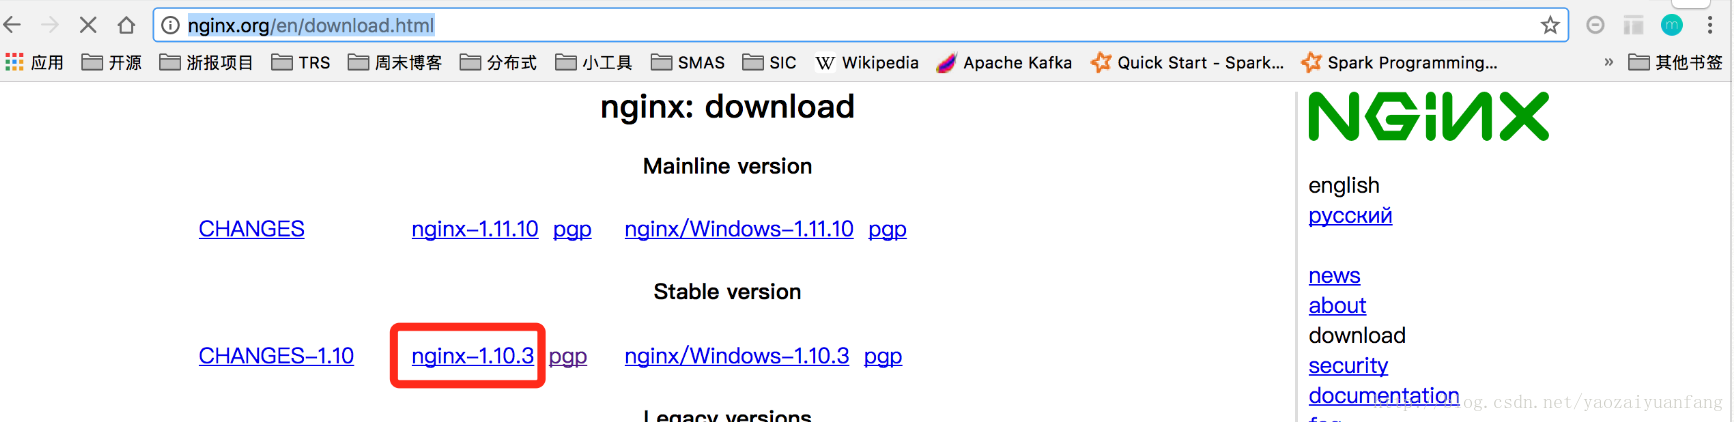 nginx.org/en/download.html
m
应用 开源 浙报项目 TRS 周末博客 分布式 小工具 SMAS SIC W Wikipedia Apache Kafka Quick Start - Spark... Spark Programming... » 其他书签
nginx: download
NGINX
Mainline version
english
CHANGES nginx-1.11.10 pgp nginx/Windows-1.11.10 pgp
русский
news
Stable version
about
download
CHANGES-1.10 nginx-1.10.3 pgp nginx/Windows-1.10.3 pgp
security
documentation
http://blog.csdn.net/yaozaiyuanfang
Legacy versions
faq